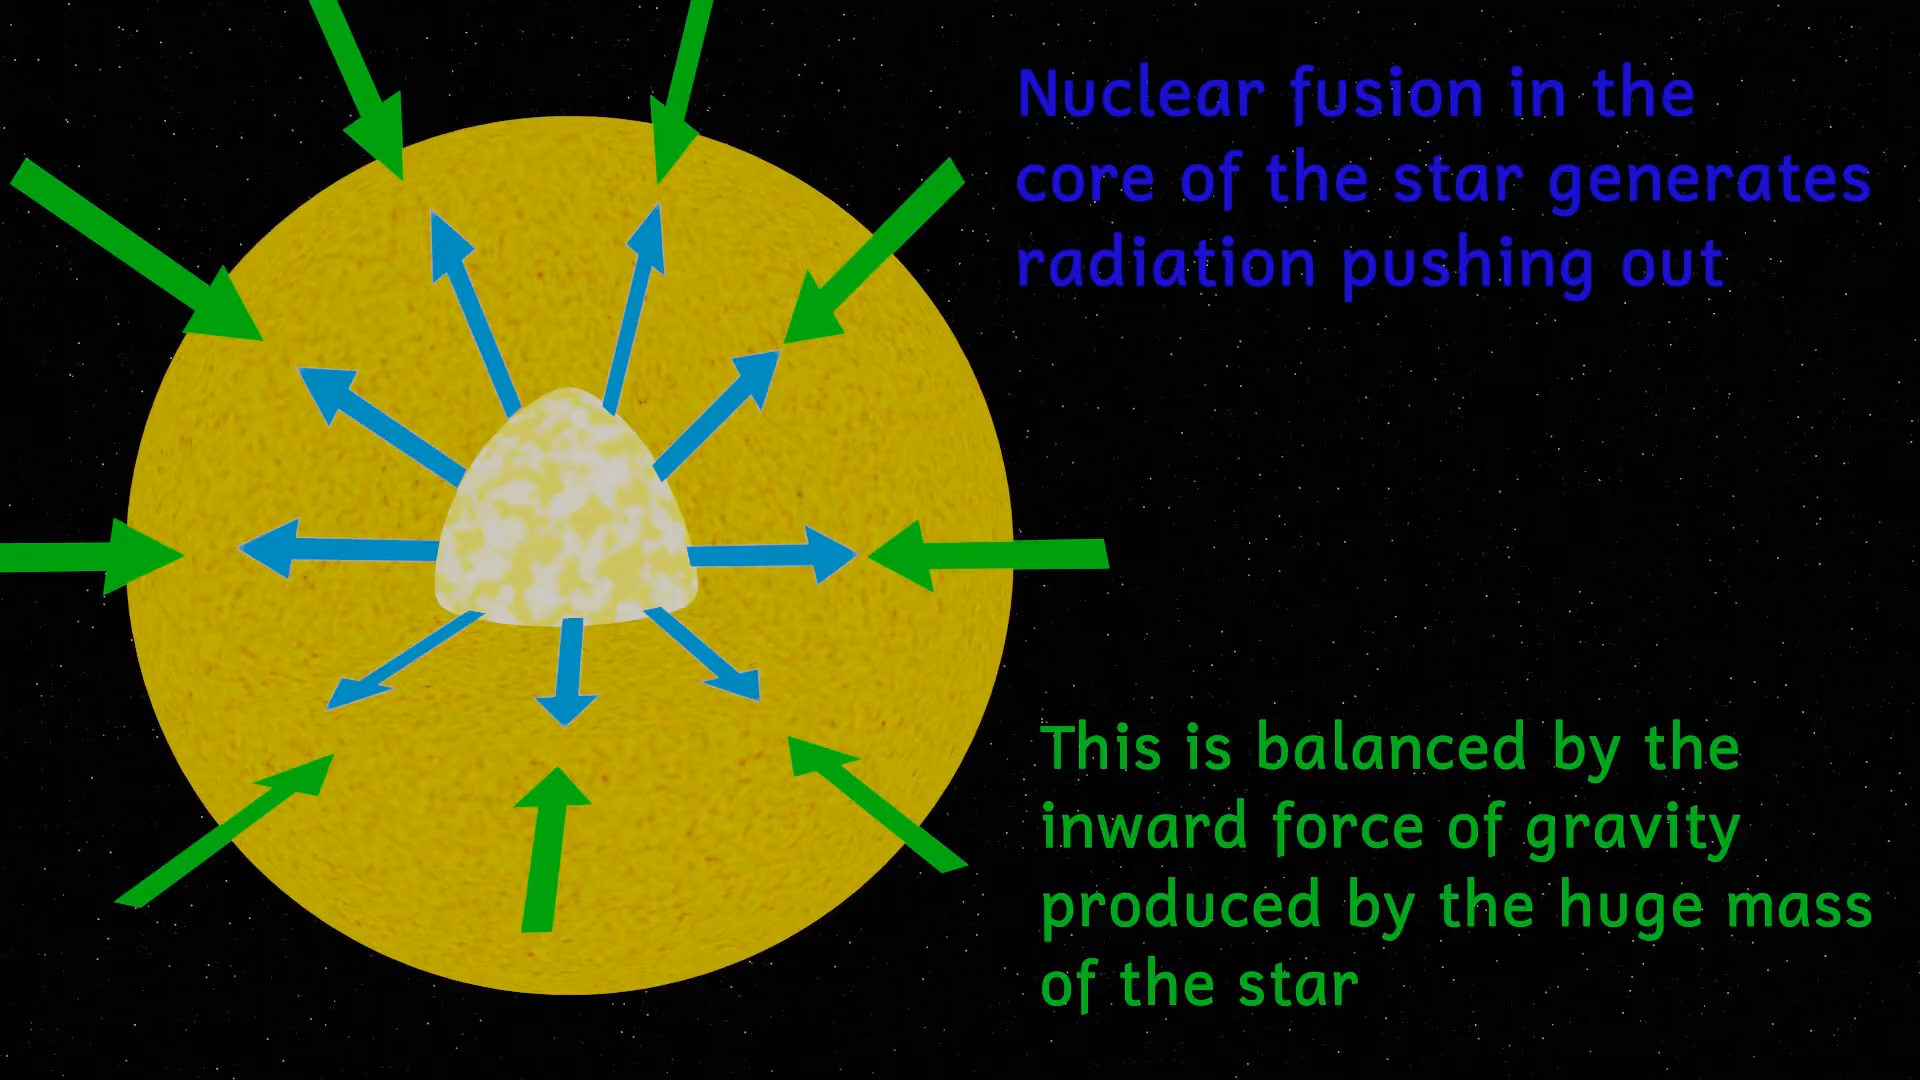 Nuclear fusion in the
core of the star generates
radiation pushing out
This is balanced by the
inward force of gravity
produced by the huge mass
of the star